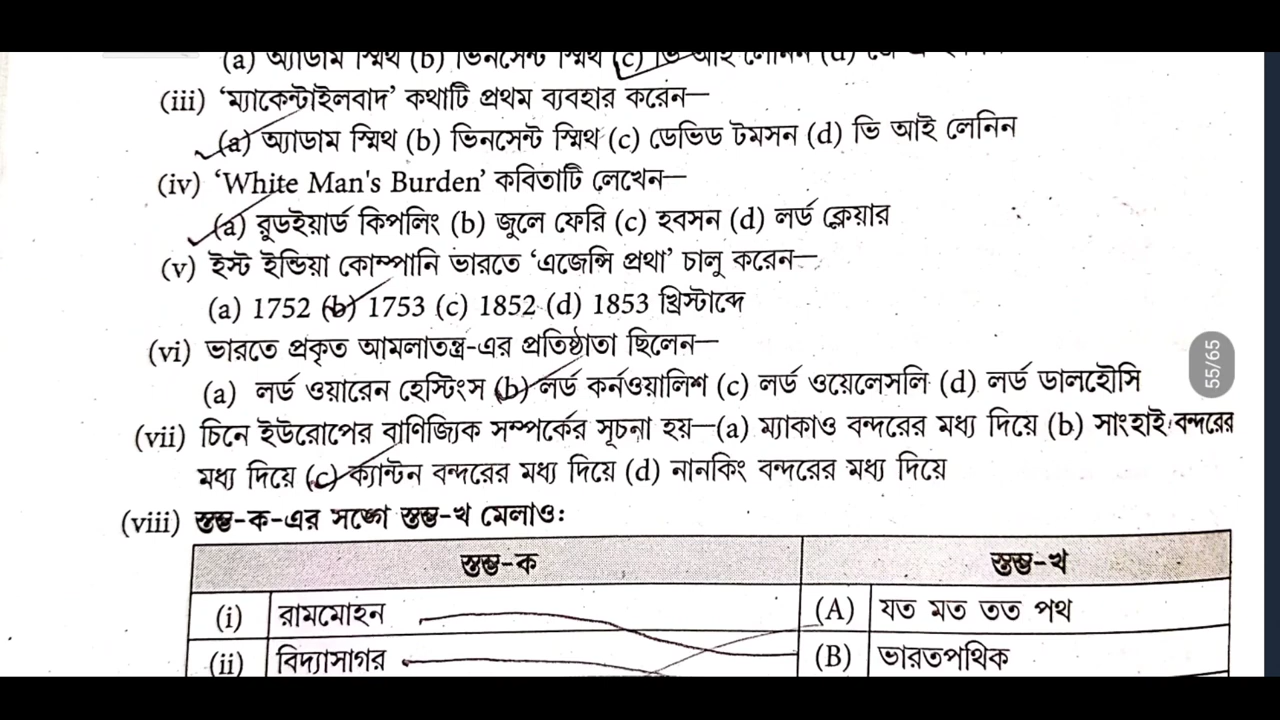 (a) অ্যাডাম স্মিথ (b) ভিনসেন্ট স্মিথ (c) ভি আই লেনিন (d)
(iii) ‘ম্যাকেন্টাইলবাদ’ কথাটি প্রথম ব্যবহার করেন—
(a) অ্যাডাম স্মিথ (b) ভিনসেন্ট স্মিথ (c) ডেভিড টমসন (d) ভি আই লেনিন
(iv) ‘White Man's Burden’ কবিতাটি লেখেন—
(a) রুডইয়ার্ড কিপলিং (b) জুলে ফেরি (c) হবসন (d) লর্ড ক্লেয়ার
(v) ইস্ট ইন্ডিয়া কোম্পানি ভারতে ‘এজেন্সি প্রথা’ চালু করেন—
(a) 1752 (b) 1753 (c) 1852 (d) 1853 খ্রিস্টাব্দে
(vi) ভারতে প্রকৃত আমলাতন্ত্র-এর প্রতিষ্ঠাতা ছিলেন—
(a) লর্ড ওয়ারেন হেস্টিংস (b) লর্ড কর্নওয়ালিশ (c) লর্ড ওয়েলেসলি (d) লর্ড ডালহৌসি
(vii) চিনে ইউরোপের বাণিজ্যিক সম্পর্কের সূচনা হয়—(a) ম্যাকাও বন্দরের মধ্য দিয়ে (b) সাংহাই বন্দরের
মধ্য দিয়ে (c) ক্যান্টন বন্দরের মধ্য দিয়ে (d) নানকিং বন্দরের মধ্য দিয়ে
(viii) স্তম্ভ-ক-এর সঙ্গে স্তম্ভ-খ মেলাও:
স্তম্ভ-ক স্তম্ভ-খ
(i) রামমোহন (A) যত মত তত পথ
(ii) বিদ্যাসাগর (B) ভারতপথিক
55/65